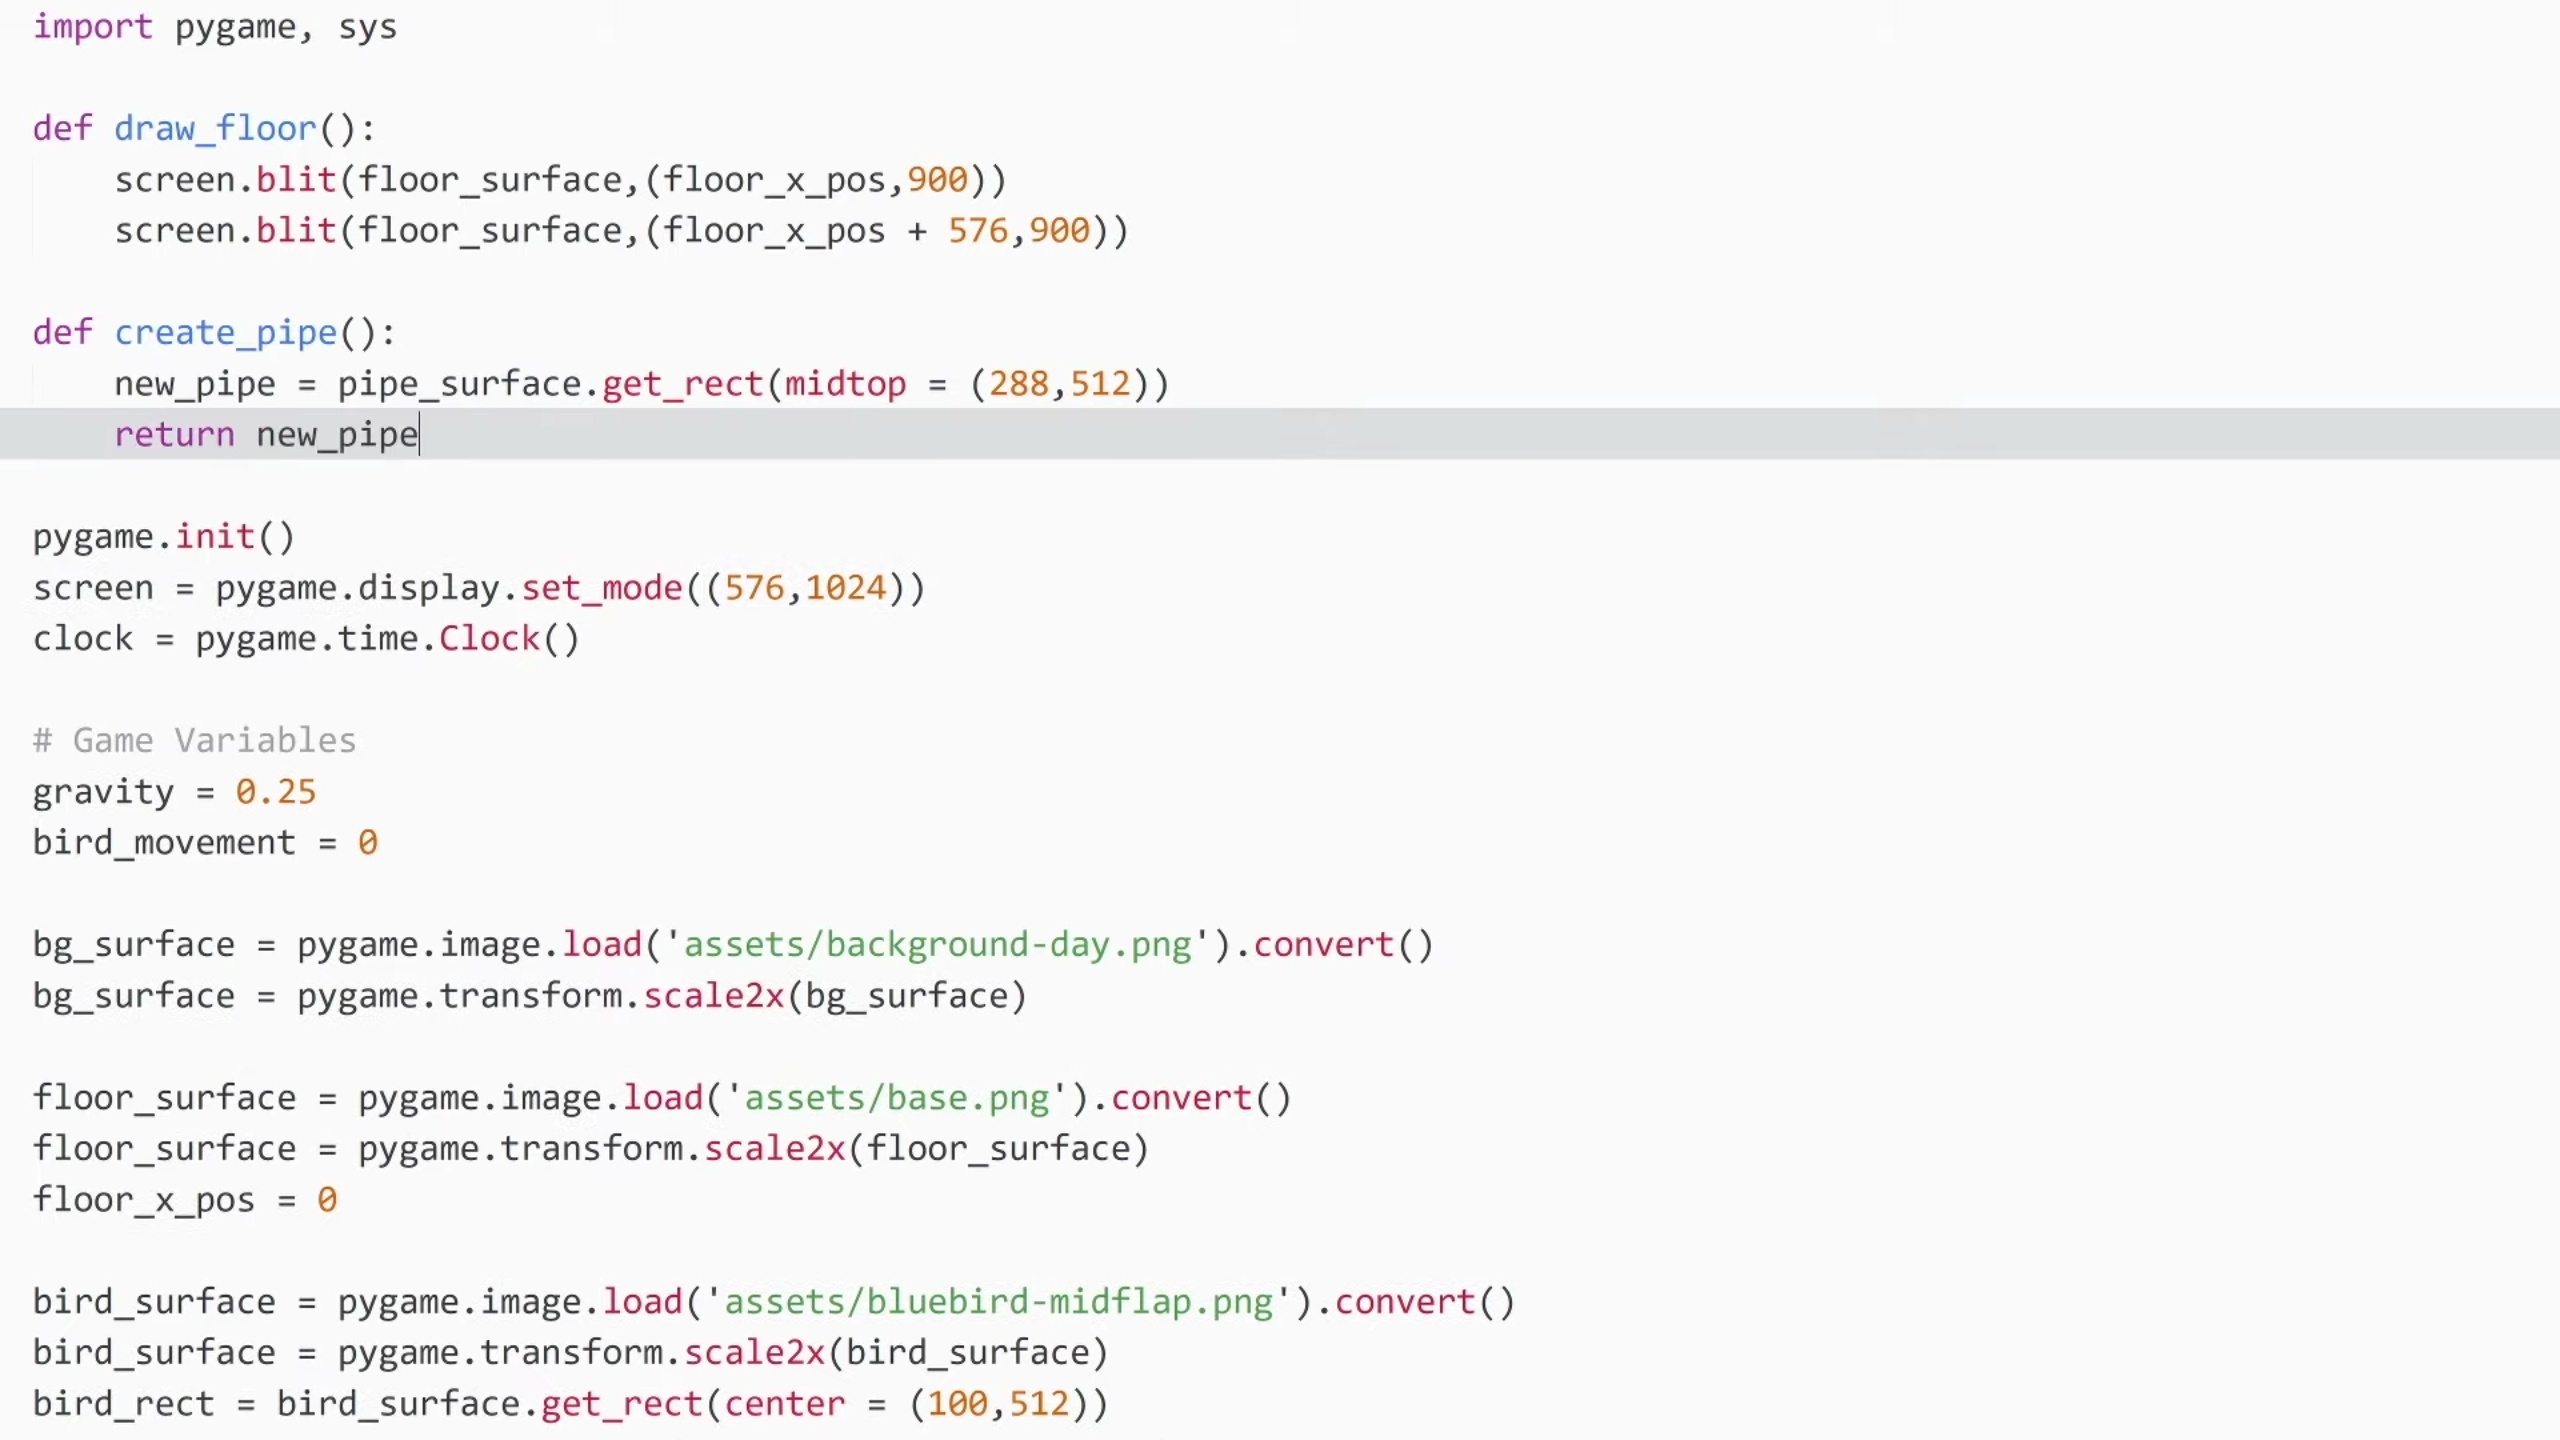 import pygame, sys

def draw_floor():
    screen.blit(floor_surface,(floor_x_pos,900))
    screen.blit(floor_surface,(floor_x_pos + 576,900))

def create_pipe():
    new_pipe = pipe_surface.get_rect(midtop = (288,512))
    return new_pipe

pygame.init()
screen = pygame.display.set_mode((576,1024))
clock = pygame.time.Clock()

# Game Variables
gravity = 0.25
bird_movement = 0

bg_surface = pygame.image.load('assets/background-day.png').convert()
bg_surface = pygame.transform.scale2x(bg_surface)

floor_surface = pygame.image.load('assets/base.png').convert()
floor_surface = pygame.transform.scale2x(floor_surface)
floor_x_pos = 0

bird_surface = pygame.image.load('assets/bluebird-midflap.png').convert()
bird_surface = pygame.transform.scale2x(bird_surface)
bird_rect = bird_surface.get_rect(center = (100,512))